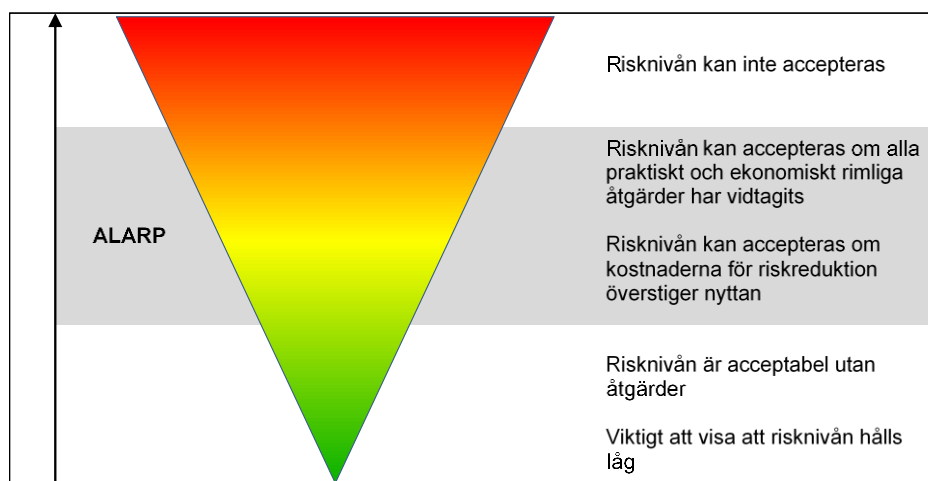 Risknivån kan inte accepteras
ALARP
Risknivån kan accepteras om alla
praktiskt och ekonomiskt rimliga
åtgärder har vidtagits
Risknivån kan accepteras om
kostnaderna för riskreduktion
överstiger nyttan
Risknivån är acceptabel utan
åtgärder
Viktigt att visa att risknivån hålls
låg